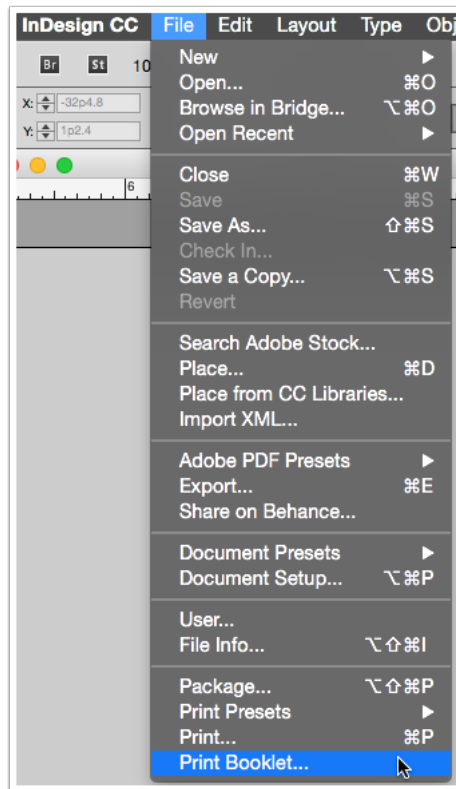 InDesign CC File Edit Layout Type Obj
Br St 10
X: -32p4.8
Y: 1p2.4
6
New ▶
Open... ⌘O
Browse in Bridge... ⌥⌘O
Open Recent ▶
Close ⌘W
Save ⌘S
Save As... ⇧⌘S
Check In...
Save a Copy... ⌥⌘S
Revert
Search Adobe Stock...
Place... ⌘D
Place from CC Libraries...
Import XML...
Adobe PDF Presets ▶
Export... ⌘E
Share on Behance...
Document Presets ▶
Document Setup... ⌥⌘P
User...
File Info... ⌥⇧⌘I
Package... ⌥⇧⌘P
Print Presets ▶
Print... ⌘P
Print Booklet...